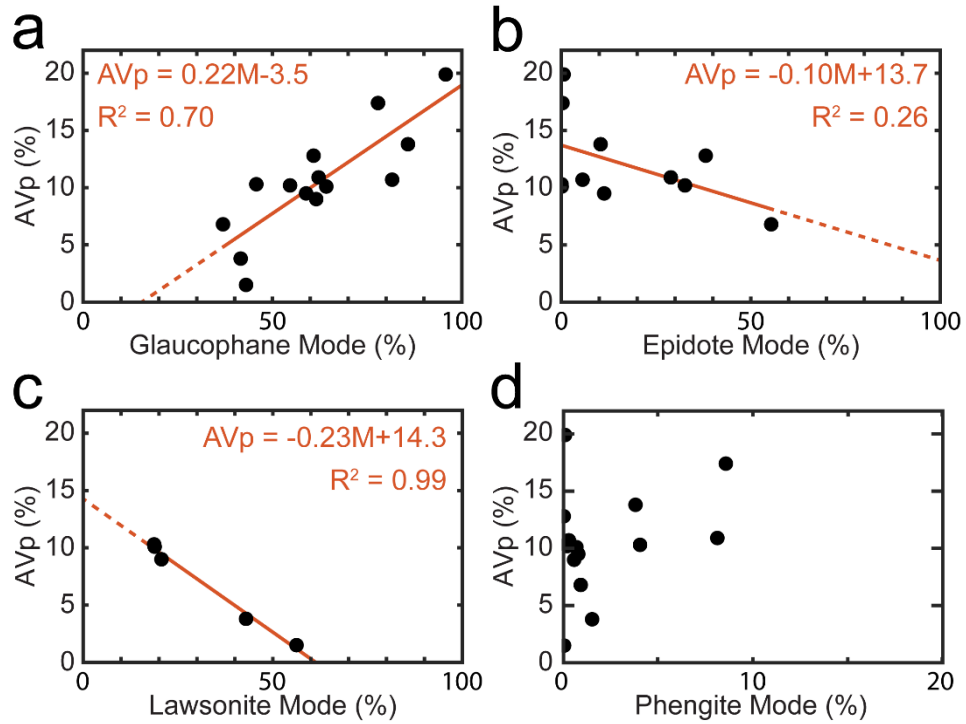 a
AVp = 0.22M-3.5
R² = 0.70
20
15
10
5
0
AVp (%)
0 50 100
Glaucophane Mode (%)
b
AVp = -0.10M+13.7
R² = 0.26
20
15
10
5
0
AVp (%)
0 50 100
Epidote Mode (%)
c
AVp = -0.23M+14.3
R² = 0.99
20
15
10
5
0
AVp (%)
0 50 100
Lawsonite Mode (%)
d
20
15
10
5
0
AVp (%)
0 10 20
Phengite Mode (%)